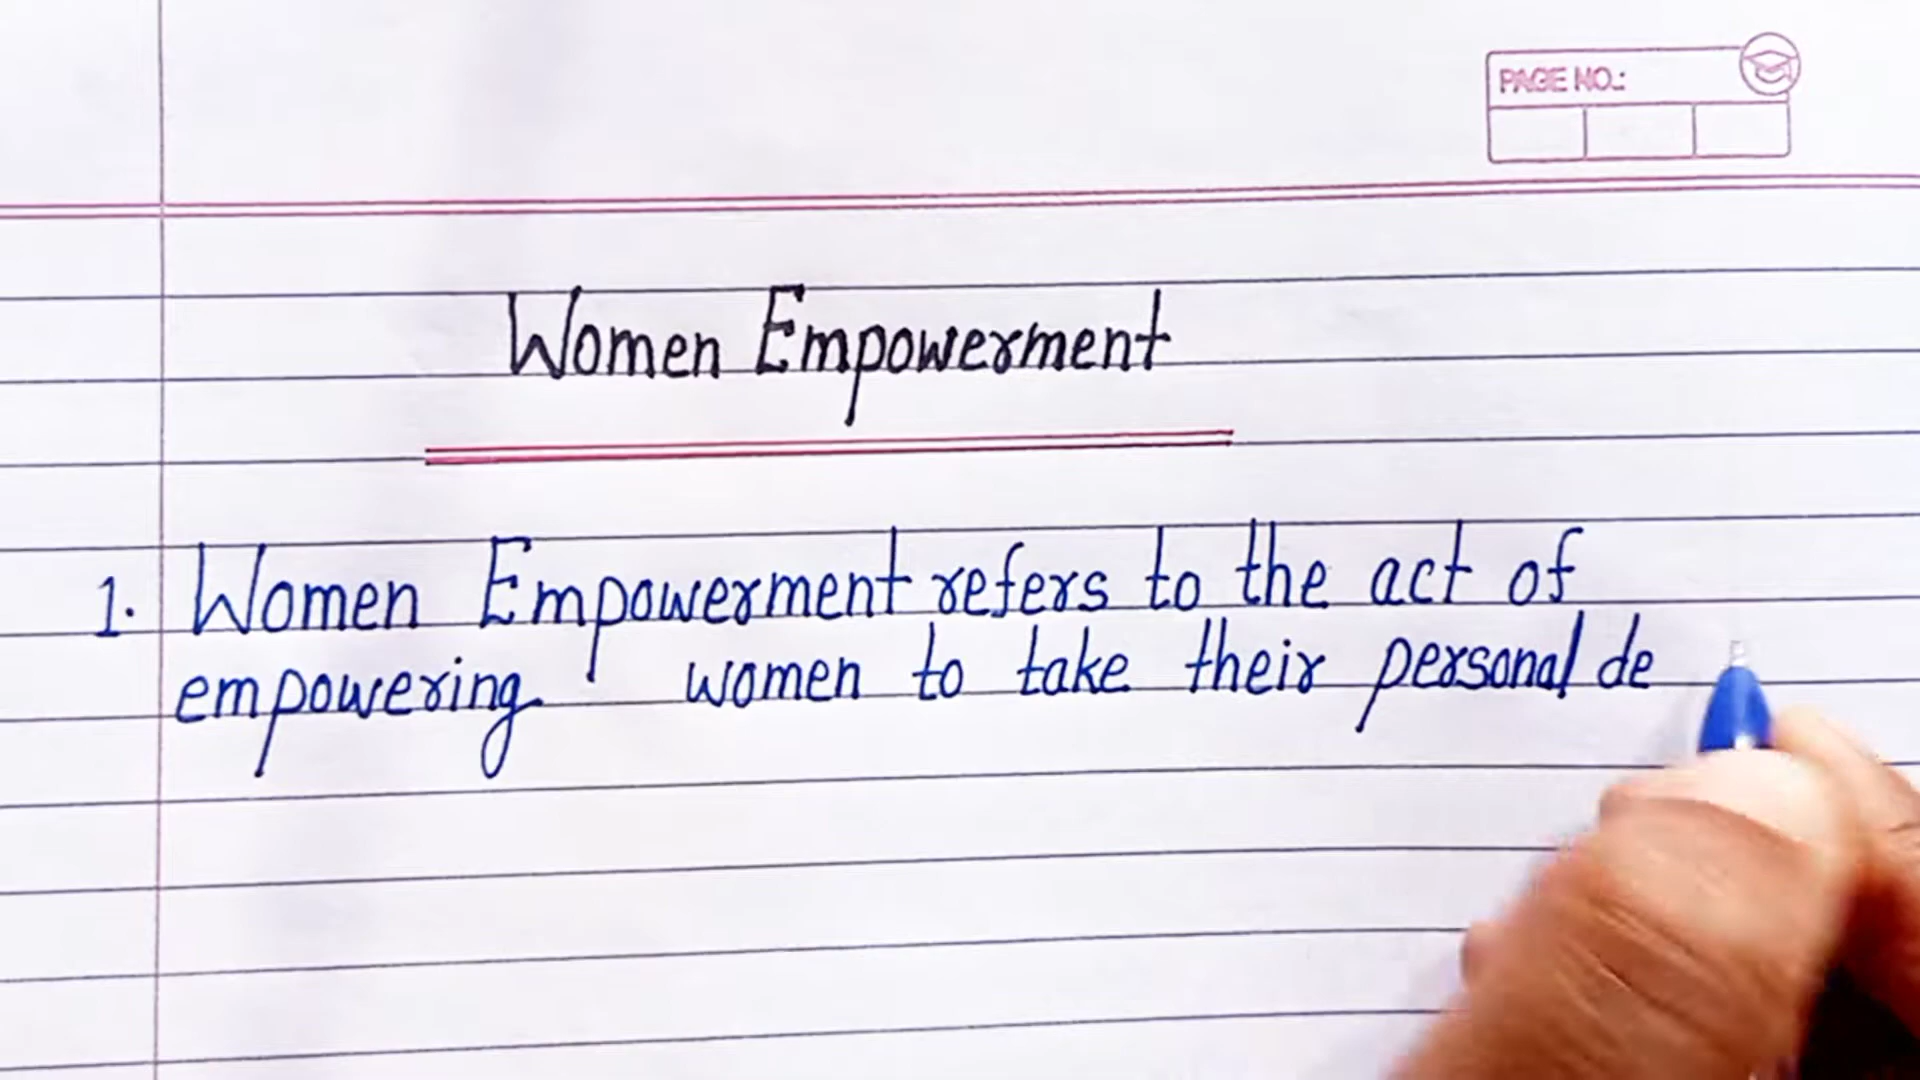 PAGE NO.:
Women Empowerment
1. Women Empowerment refers to the act of
empowering women to take their personal de